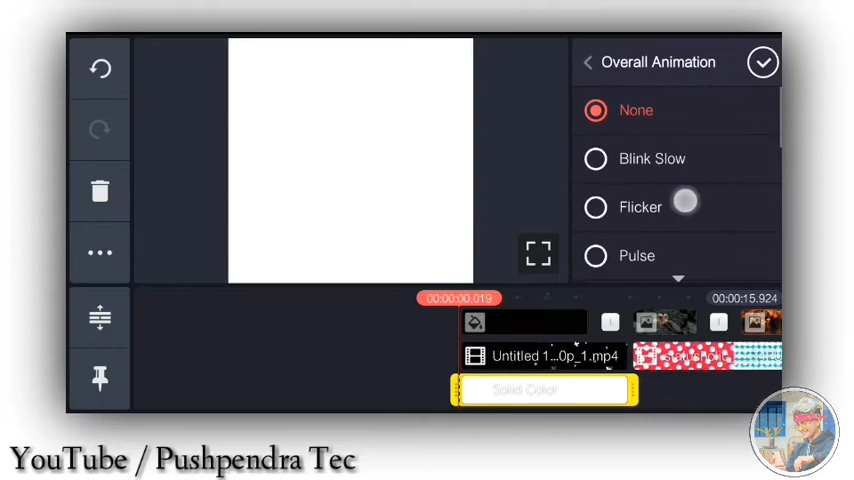 Overall Animation
None
Blink Slow
Flicker
Pulse
00:00:00.019
00:00:15.924
Untitled 1...0p_1.mp4
Solid Color
YouTube / Pushpendra Tec